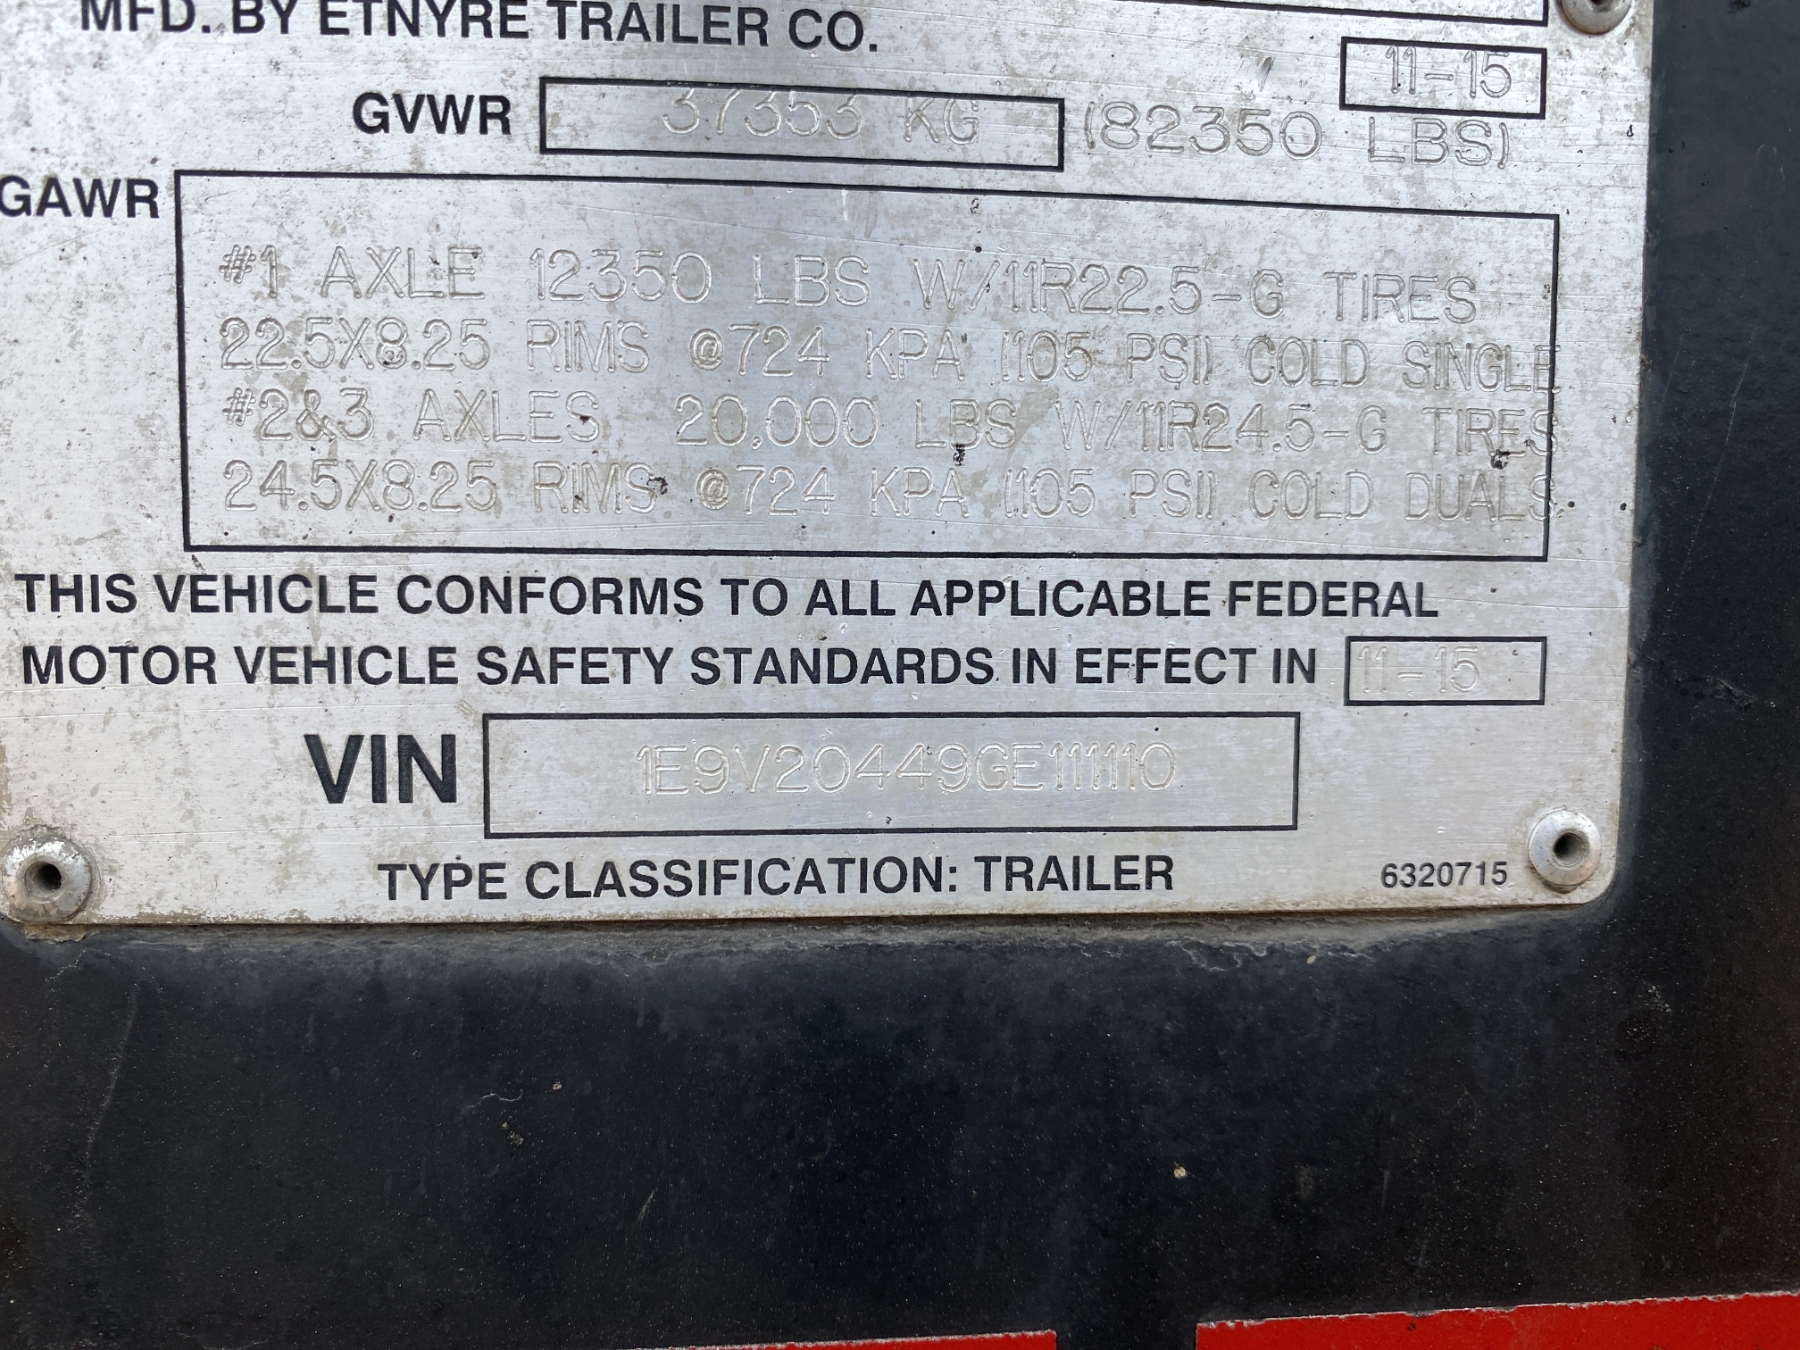 MFD. BY ETNYRE TRAILER CO.
11-15
GVWR 37353 KG (82350 LBS)
GAWR
#1 AXLE 12350 LBS W/11R22.5-G TIRES
22.5X8.25 RIMS @724 KPA (105 PSI) COLD SINGLE
#2&3 AXLES 20,000 LBS W/11R24.5-G TIRES
24.5X8.25 RIMS @724 KPA (105 PSI) COLD DUALS
THIS VEHICLE CONFORMS TO ALL APPLICABLE FEDERAL
MOTOR VEHICLE SAFETY STANDARDS IN EFFECT IN 11-15
VIN 1E9V20449GE111110
TYPE CLASSIFICATION: TRAILER 6320715